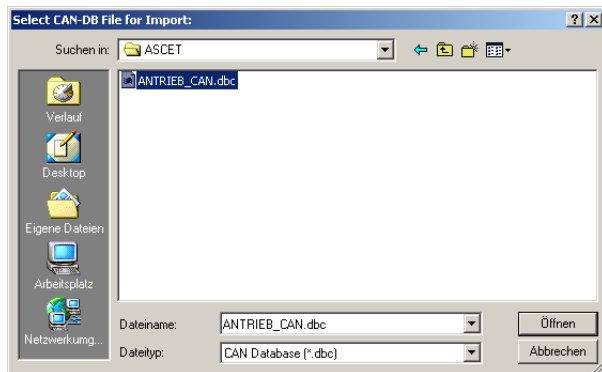 Select CAN-DB File for Import:
Suchen in:
ASCET
ANTRIEB_CAN.dbc
Verlauf
Desktop
Eigene Dateien
Arbeitsplatz
Netzwerkumg...
Dateiname:
ANTRIEB_CAN.dbc
Öffnen
Dateityp:
CAN Database (*.dbc)
Abbrechen